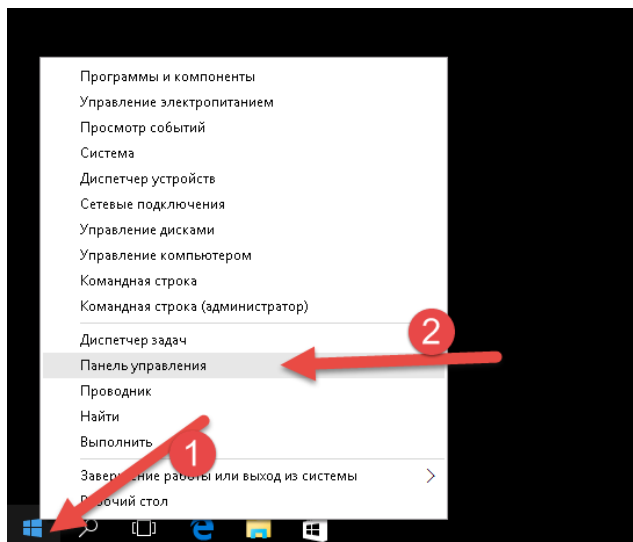 Программы и компоненты
Управление электропитанием
Просмотр событий
Система
Диспетчер устройств
Сетевые подключения
Управление дисками
Управление компьютером
Командная строка
Командная строка (администратор)
2
Диспетчер задач
Панель управления
Проводник
Найти
Выполнить
1
Завершение работы или выход из системы
Рабочий стол